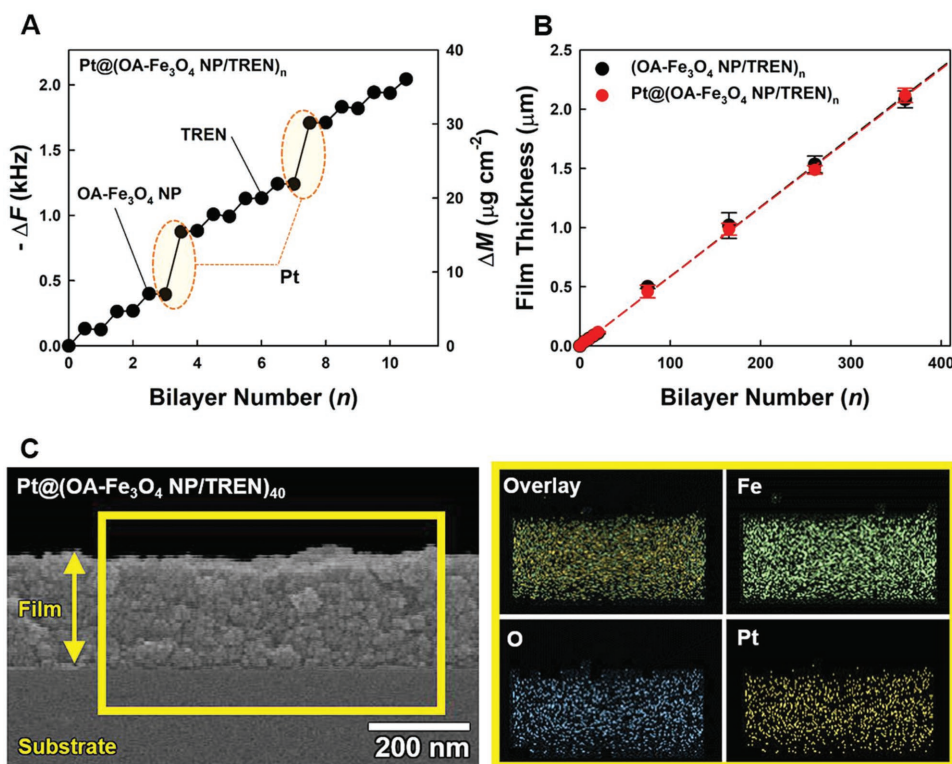 A
Pt@(OA-Fe₃O₄ NP/TREN)ₙ
TREN
OA-Fe₃O₄ NP
Pt
- ΔF (kHz)
2.0
1.5
1.0
0.5
0.0
ΔM (μg cm⁻²)
40
30
20
10
0
0 2 4 6 8 10
Bilayer Number (n)
B
(OA-Fe₃O₄ NP/TREN)ₙ
Pt@(OA-Fe₃O₄ NP/TREN)ₙ
Film Thickness (μm)
2.5
2.0
1.5
1.0
0.5
0.0
0 100 200 300 400
Bilayer Number (n)
C
Pt@(OA-Fe₃O₄ NP/TREN)₄₀
Film
Substrate
200 nm
Overlay
Fe
O
Pt